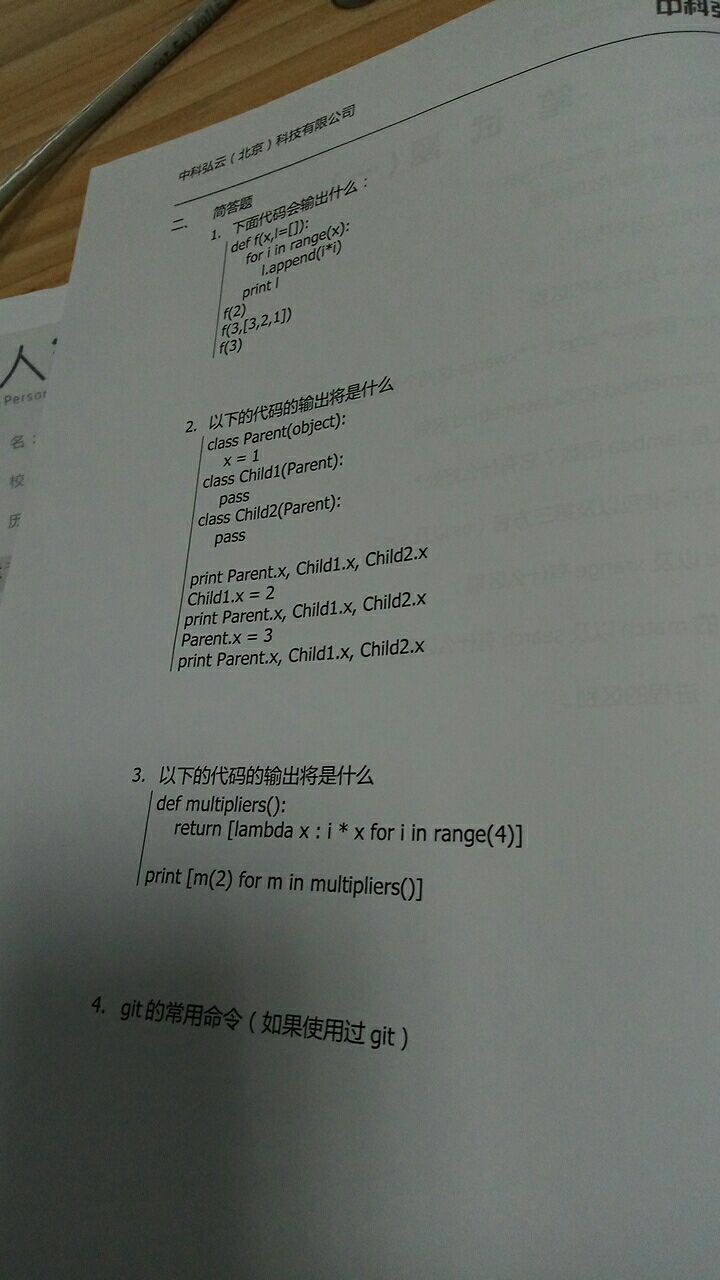 中科弘云（北京）科技有限公司
二、 简答题
1. 下面代码会输出什么：
def f(x,l=[]):
for i in range(x):
l.append(i*i)
print l
f(2)
f(3,[3,2,1])
f(3)
2. 以下的代码的输出将是什么
class Parent(object):
x = 1
class Child1(Parent):
pass
class Child2(Parent):
pass
print Parent.x, Child1.x, Child2.x
Child1.x = 2
print Parent.x, Child1.x, Child2.x
Parent.x = 3
print Parent.x, Child1.x, Child2.x
3. 以下的代码的输出将是什么
def multipliers():
return [lambda x : i * x for i in range(4)]
print [m(2) for m in multipliers()]
4. git 的常用命令（如果使用过 git）
人
Person
名：
校
历